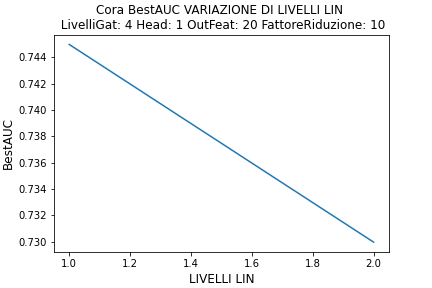 Cora BestAUC VARIAZIONE DI LIVELLI LIN
LivelliGat: 4 Head: 1 OutFeat: 20 FattoreRiduzione: 10
BestAUC
0.744
0.742
0.740
0.738
0.736
0.734
0.732
0.730
1.0 1.2 1.4 1.6 1.8 2.0
LIVELLI LIN